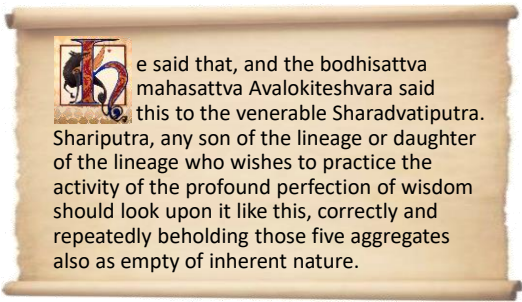 He said that, and the bodhisattva
mahasattva Avalokiteshvara said
this to the venerable Sharadvatiputra.
Shariputra, any son of the lineage or daughter
of the lineage who wishes to practice the
activity of the profound perfection of wisdom
should look upon it like this, correctly and
repeatedly beholding those five aggregates
also as empty of inherent nature.